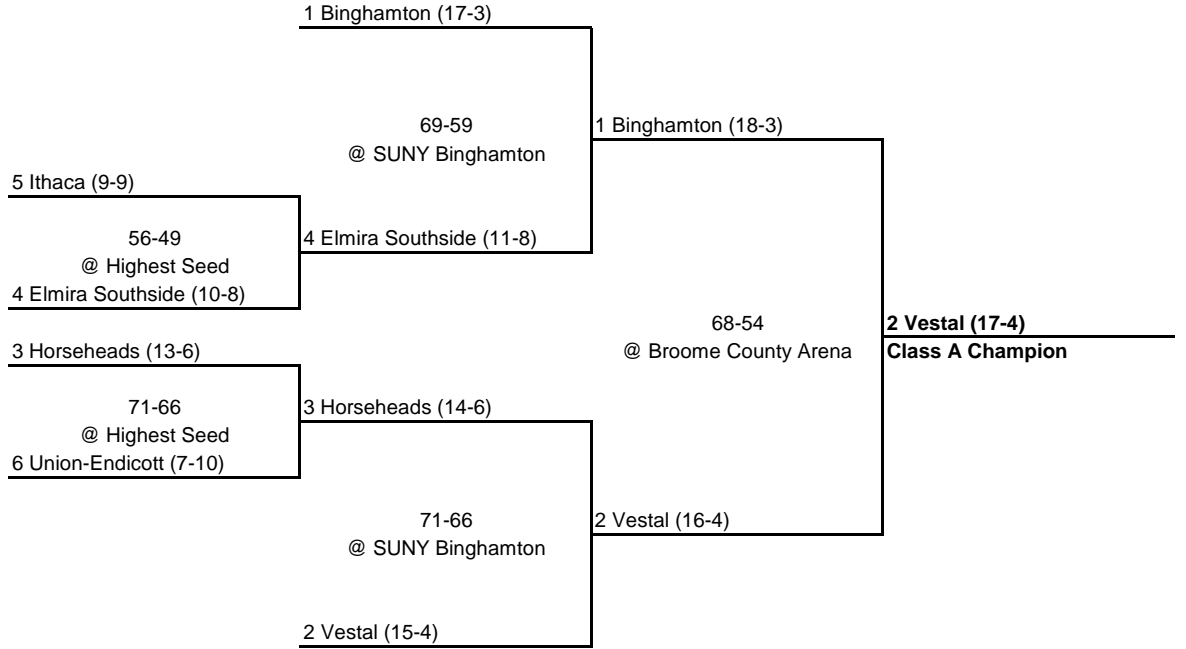 1 Binghamton (17-3)
69-59
@ SUNY Binghamton
1 Binghamton (18-3)
5 Ithaca (9-9)
56-49
@ Highest Seed
4 Elmira Southside (11-8)
4 Elmira Southside (10-8)
68-54
@ Broome County Arena
2 Vestal (17-4)
Class A Champion
3 Horseheads (13-6)
71-66
@ Highest Seed
3 Horseheads (14-6)
6 Union-Endicott (7-10)
71-66
@ SUNY Binghamton
2 Vestal (16-4)
2 Vestal (15-4)